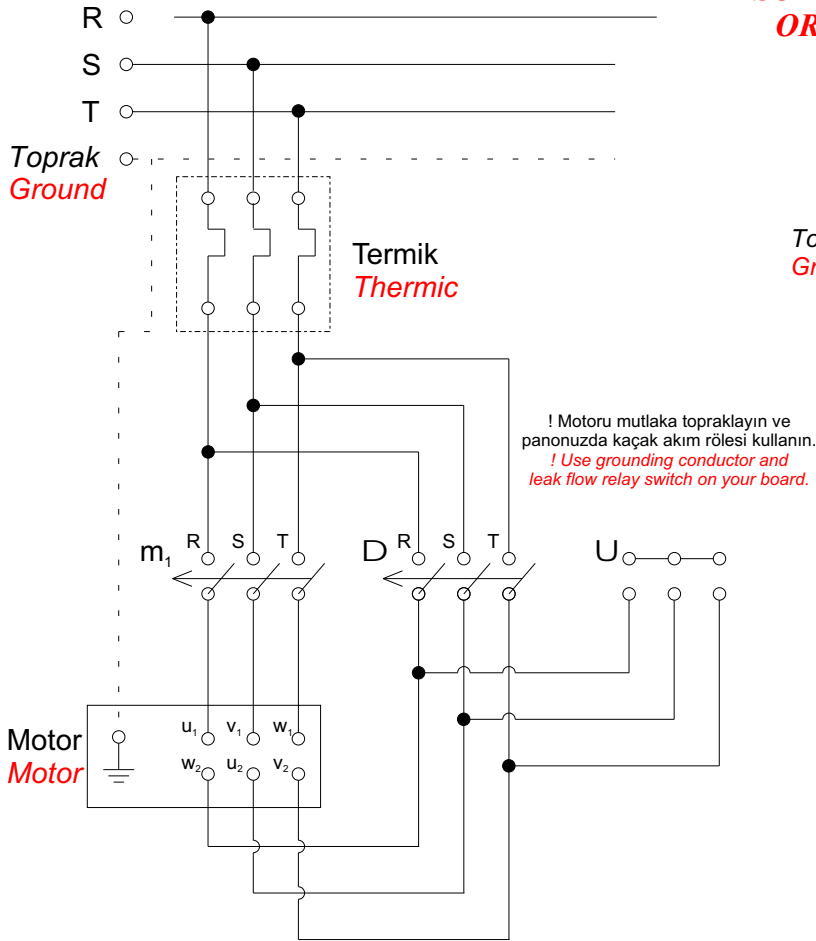 R
OR
S
T
Toprak
Ground
Termik
Thermic
! Motoru mutlaka topraklayın ve
panonuzda kaçak akım rölesi kullanın.
! Use grounding conductor and
leak flow relay switch on your board.
m₁ R S T
D R S T
U
Motor
Motor
u₁ v₁ w₁
w₂ u₂ v₂